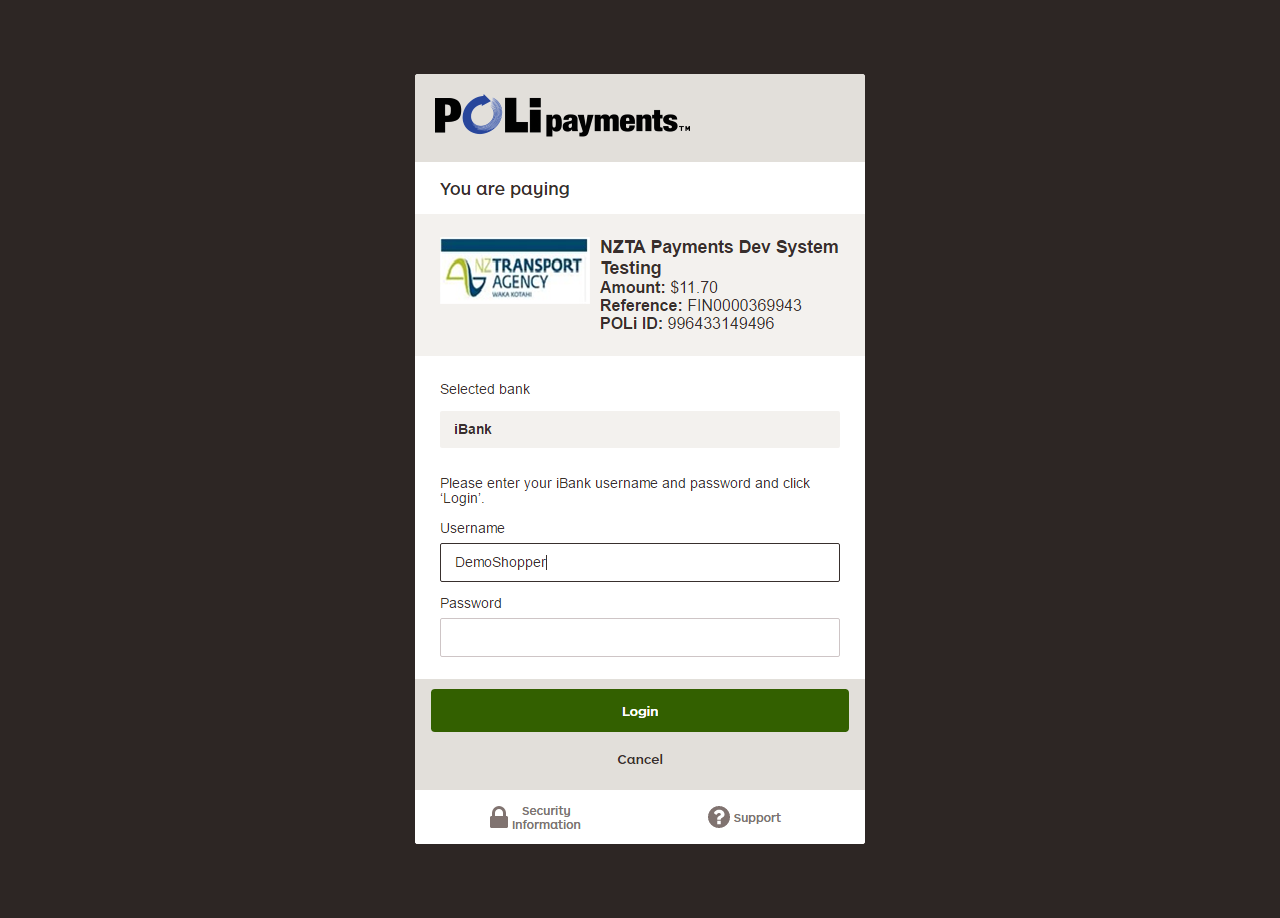 POLi payments™
You are paying
NZTA Payments Dev System
Testing
NZ TRANSPORT
AGENCY
WAKA KOTAHI
Amount: $11.70
Reference: FIN0000369943
POLi ID: 996433149496
Selected bank
iBank
Please enter your iBank username and password and click
‘Login’.
Username
DemoShopper
Password
Login
Cancel
Security
Information
Support